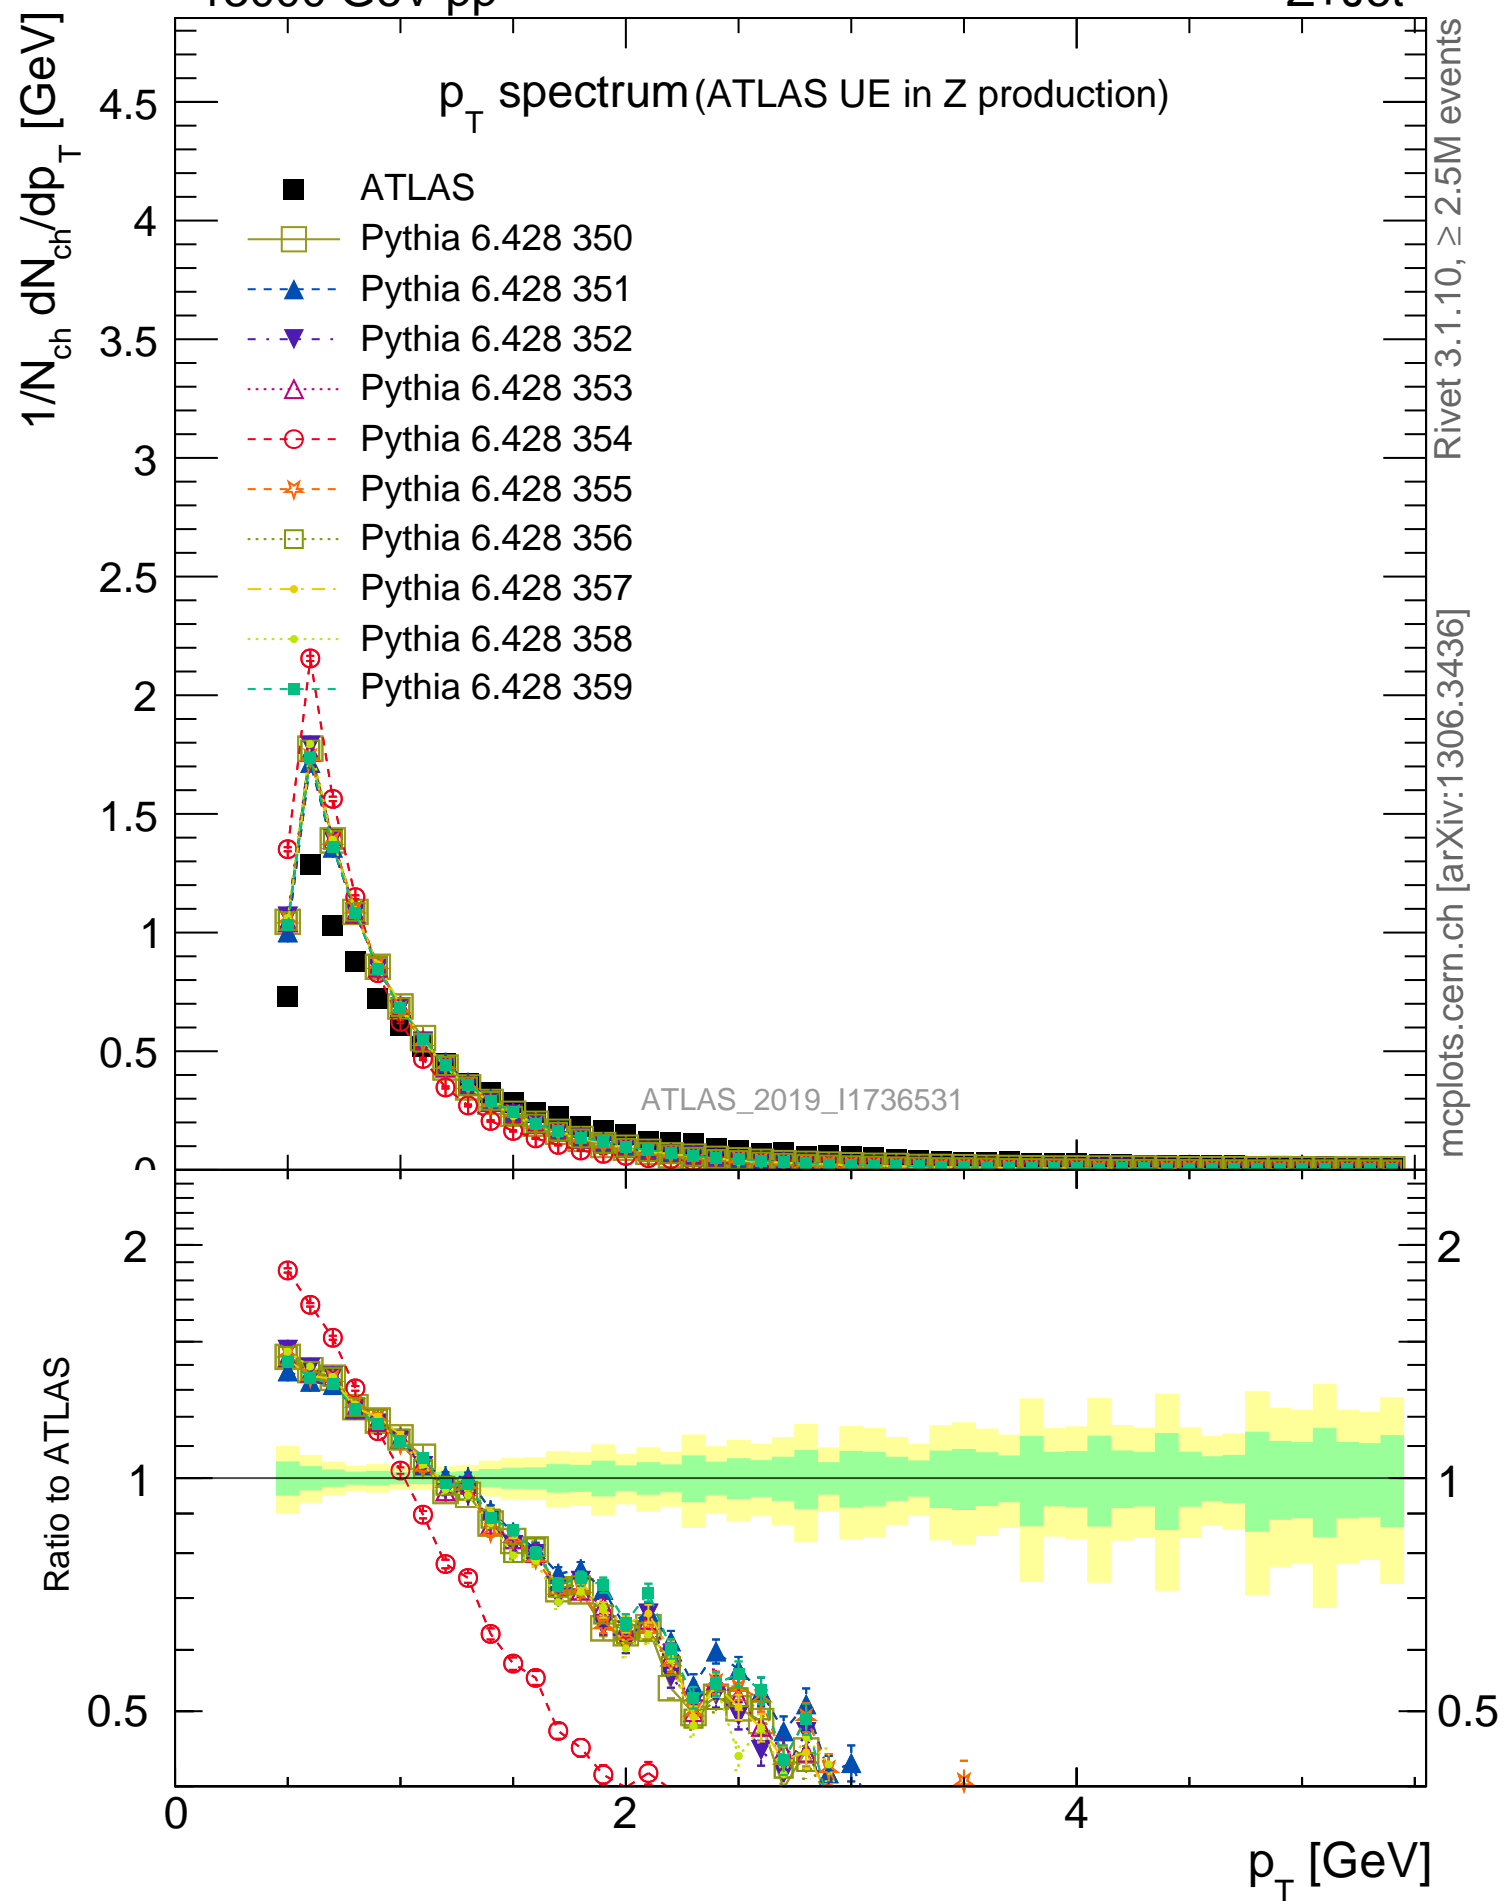 13000 GeV pp
Z+Jet
p_T spectrum (ATLAS UE in Z production)
1/N_ch dN_ch/dp_T [GeV]
4.5
4
3.5
3
2.5
2
1.5
1
0.5
0
ATLAS
Pythia 6.428 350
Pythia 6.428 351
Pythia 6.428 352
Pythia 6.428 353
Pythia 6.428 354
Pythia 6.428 355
Pythia 6.428 356
Pythia 6.428 357
Pythia 6.428 358
Pythia 6.428 359
ATLAS_2019_I1736531
Rivet 3.1.10, ≥ 2.5M events
mcplots.cern.ch [arXiv:1306.3436]
Ratio to ATLAS
2
1
0.5
2
1
0.5
0
2
4
p_T [GeV]